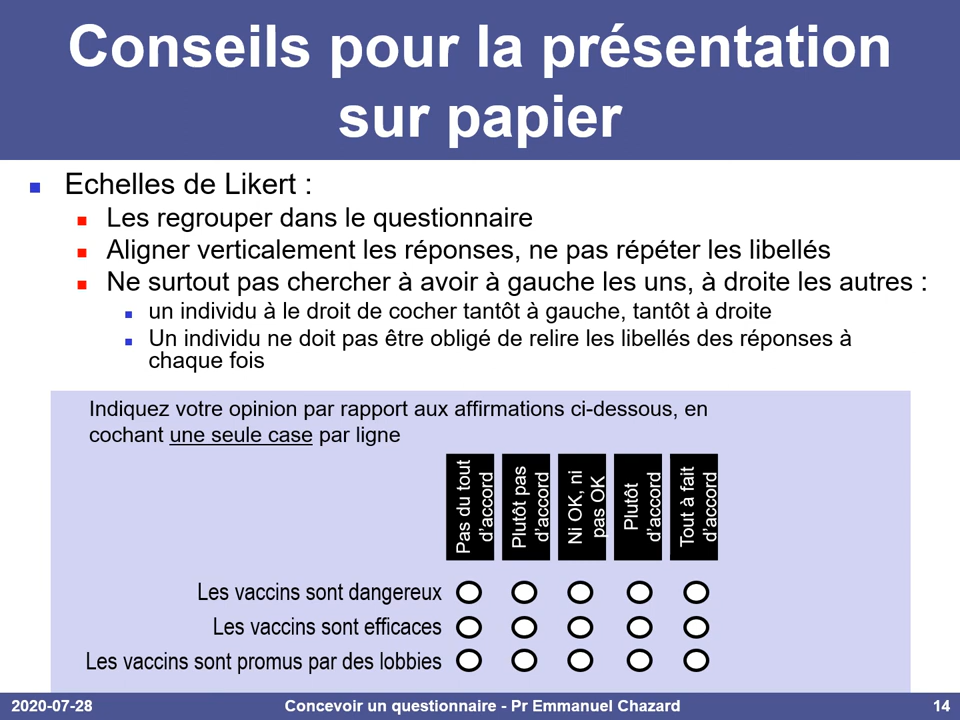 Conseils pour la présentation
sur papier
Echelles de Likert :
Les regrouper dans le questionnaire
Aligner verticalement les réponses, ne pas répéter les libellés
Ne surtout pas chercher à avoir à gauche les uns, à droite les autres :
un individu à le droit de cocher tantôt à gauche, tantôt à droite
Un individu ne doit pas être obligé de relire les libellés des réponses à
chaque fois
Indiquez votre opinion par rapport aux affirmations ci-dessous, en
cochant une seule case par ligne
Pas du tout
d'accord
Plutôt pas
d'accord
Ni OK, ni
pas OK
Plutôt
d'accord
Tout à fait
d'accord
Les vaccins sont dangereux
Les vaccins sont efficaces
Les vaccins sont promus par des lobbies
2020-07-28
Concevoir un questionnaire - Pr Emmanuel Chazard
14